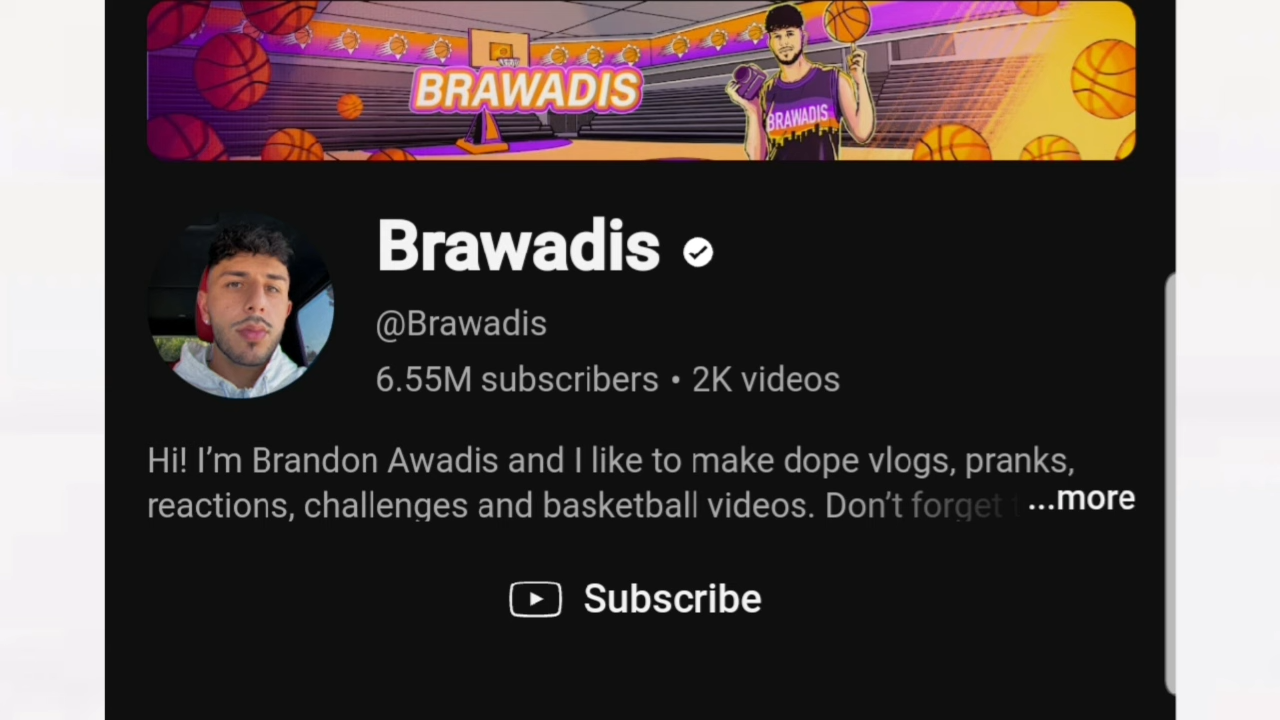 BRAWADIS
BRAWADIS
Brawadis
@Brawadis
6.55M subscribers • 2K videos
Hi! I’m Brandon Awadis and I like to make dope vlogs, pranks,
reactions, challenges and basketball videos. Don’t forget ...more
Subscribe